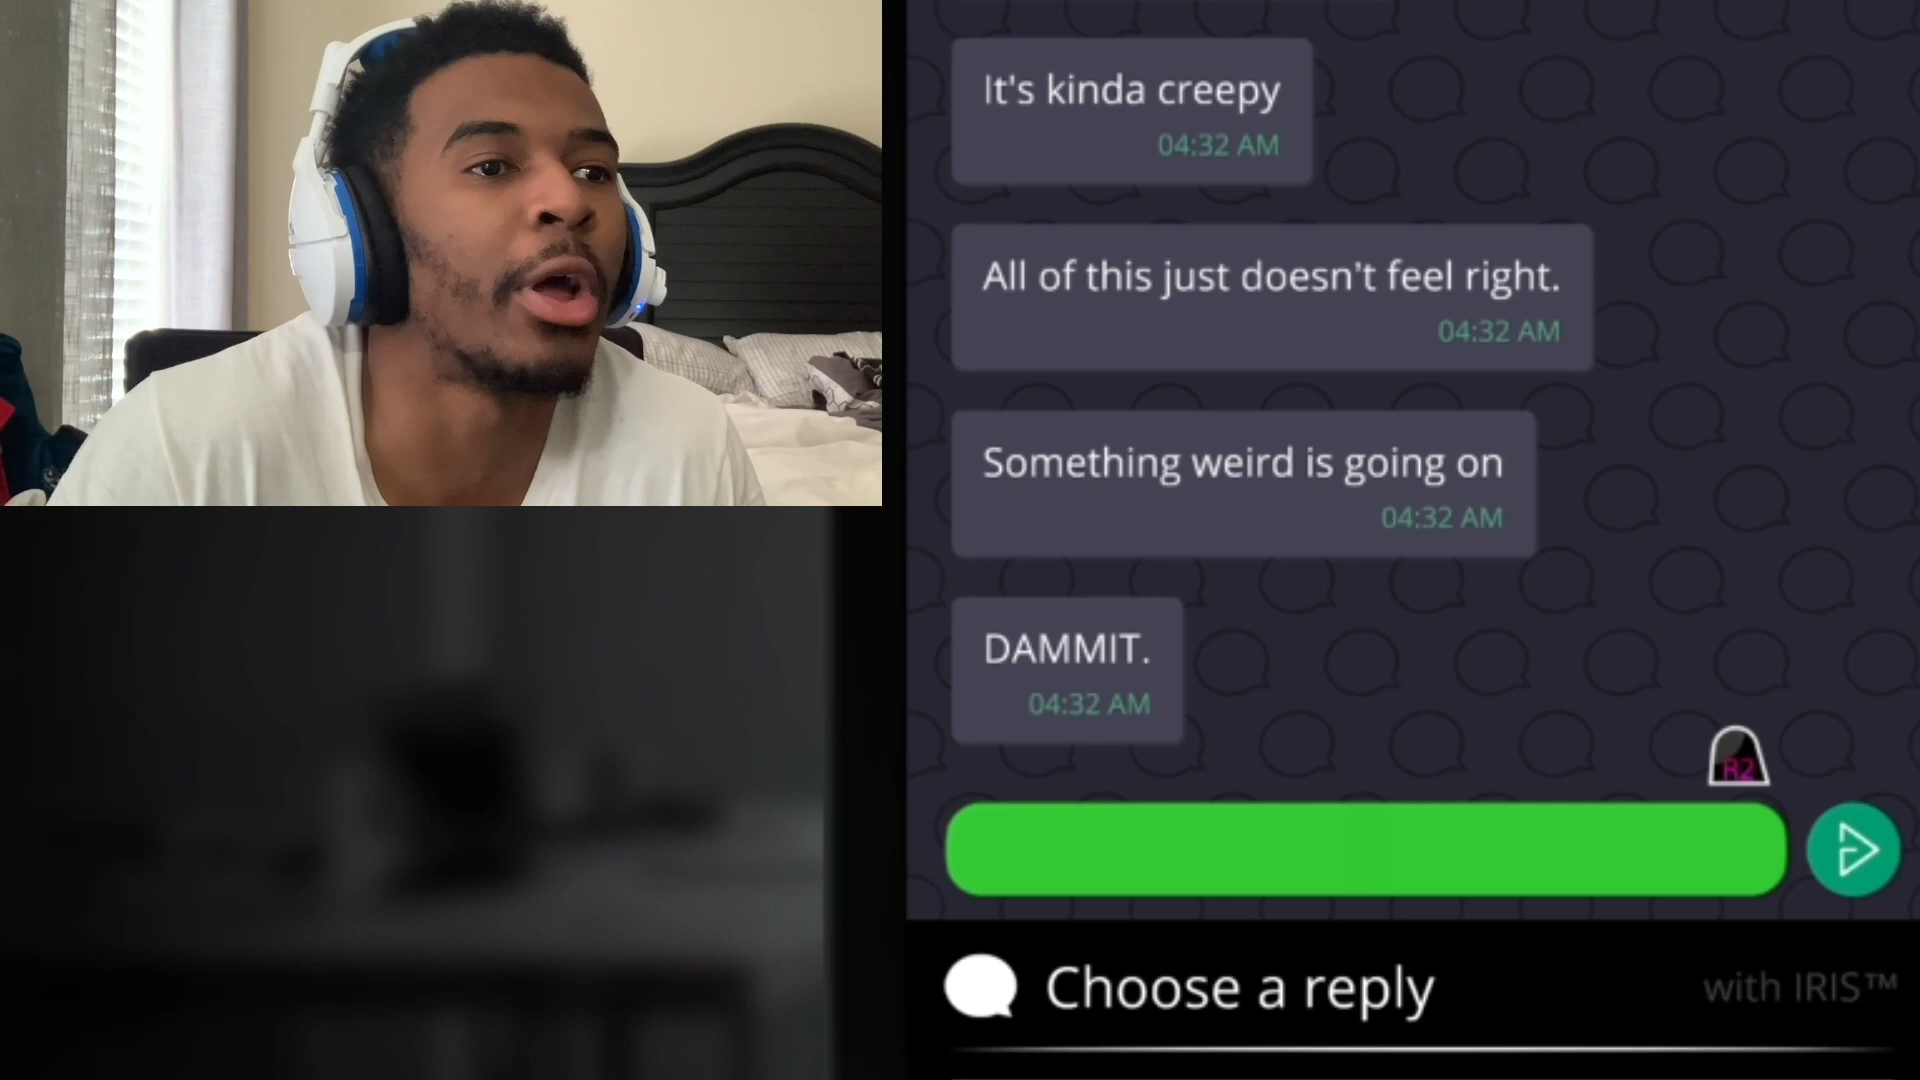 It's kinda creepy
04:32 AM
All of this just doesn't feel right.
04:32 AM
Something weird is going on
04:32 AM
DAMMIT.
04:32 AM
R2
Choose a reply
with IRIS™